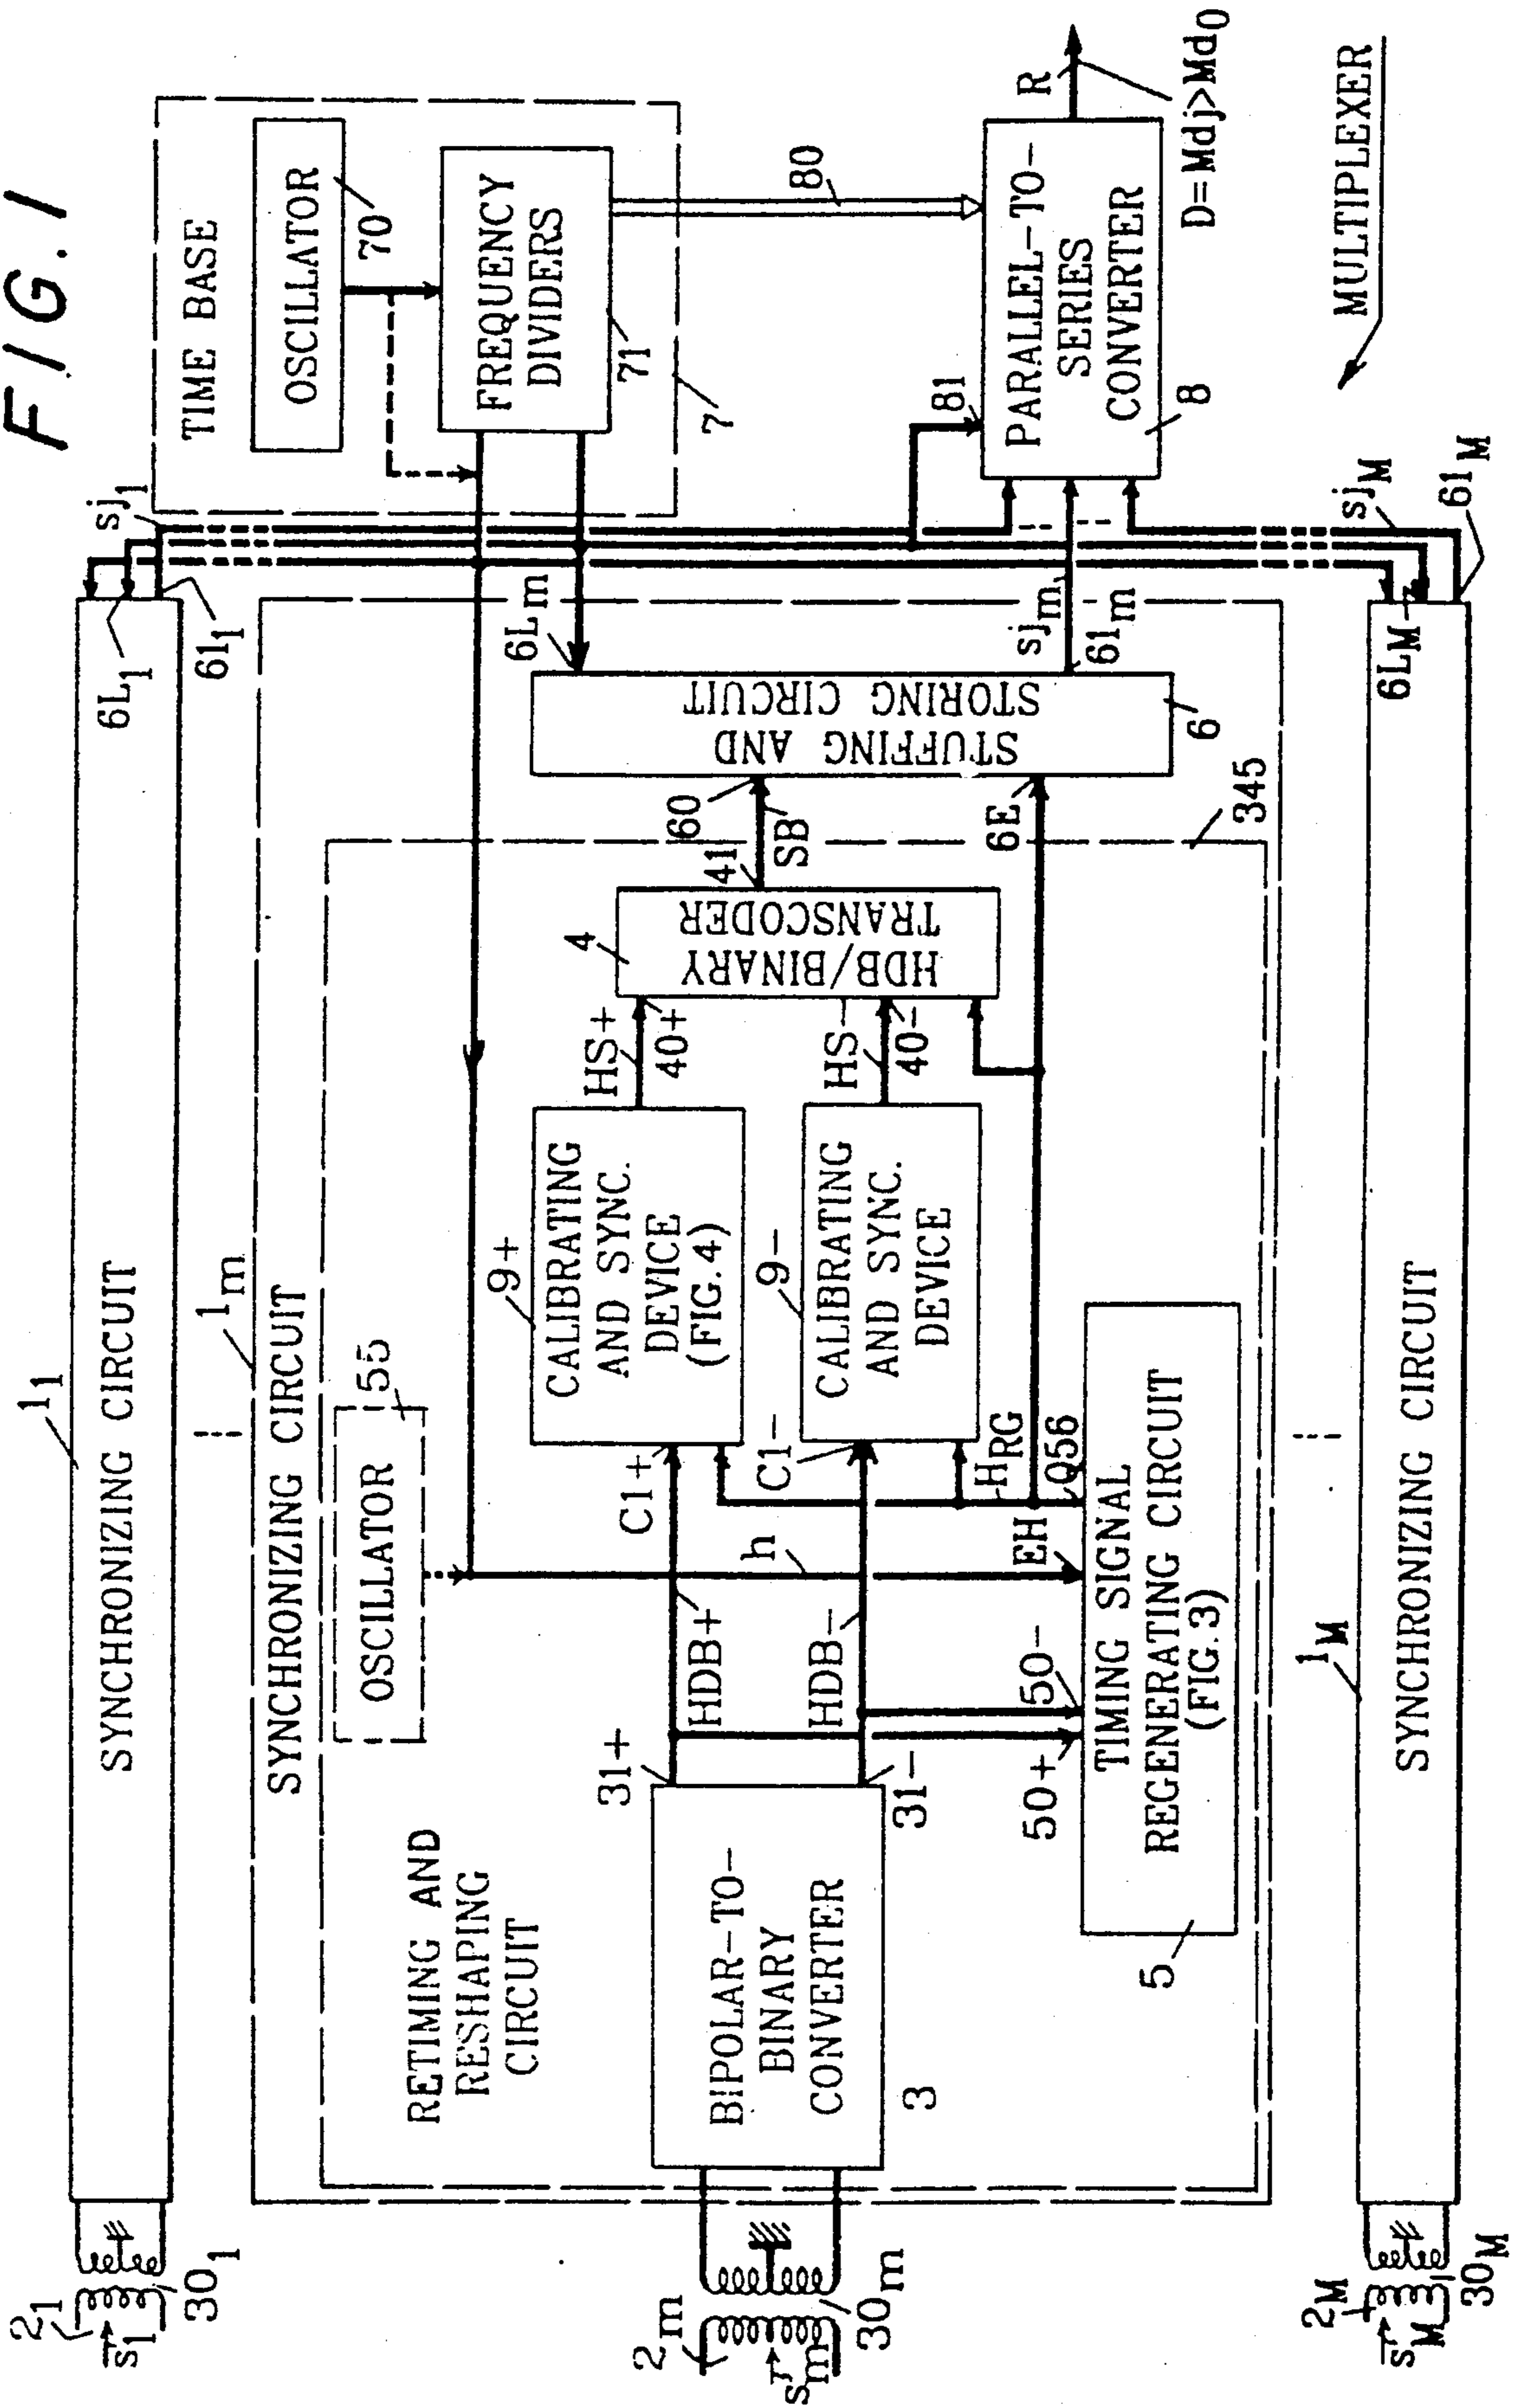 FIG.1
1₁
SYNCHRONIZING CIRCUIT
2₁
s₁
30₁
6L₁
61₁
sj₁
TIME BASE
OSCILLATOR
70
FREQUENCY
DIVIDERS
71
7
80
1m
SYNCHRONIZING CIRCUIT
OSCILLATOR
55
RETIMING AND
RESHAPING
CIRCUIT
2m
sm
30m
BIPOLAR-TO-
BINARY
CONVERTER
3
31+
31-
HDB+
HDB-
h
C1+
C1-
9+
CALIBRATING
AND SYNC.
DEVICE
(FIG.4)
9-
CALIBRATING
AND SYNC.
DEVICE
HS+
40+
HS-
40-
4
HDB/BINARY
TRANSCODER
41
SB
60
6E
STUFFING AND
STORING CIRCUIT
6
6Lm
sjm
61m
345
50+
50-
EH
HRG
Q56
TIMING SIGNAL
REGENERATING CIRCUIT
(FIG.3)
5
81
PARALLEL-TO-
SERIES
CONVERTER
8
R
D=Mdj>Md0
MULTIPLEXER
1M
SYNCHRONIZING CIRCUIT
2M
sM
30M
6LM
sjM
61M